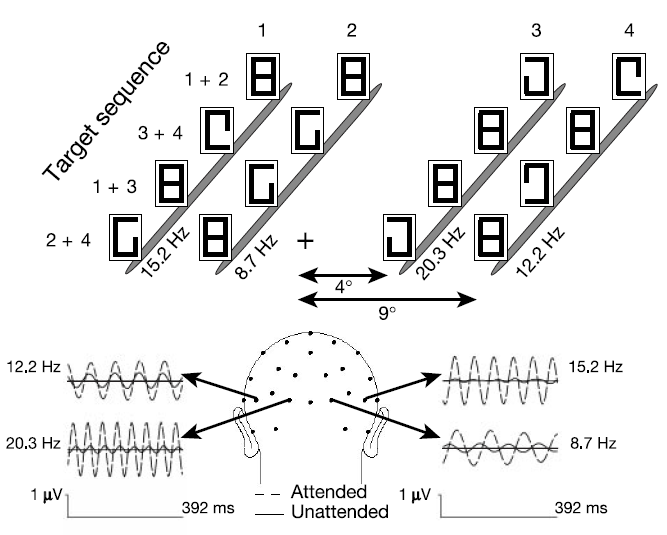 1 2 3 4
Target sequence
1 + 2
3 + 4
1 + 3
2 + 4
15.2 Hz 8.7 Hz + 20.3 Hz 12.2 Hz
4°
9°
12.2 Hz 15.2 Hz
20.3 Hz 8.7 Hz
1 μV 392 ms
Attended
Unattended
1 μV 392 ms